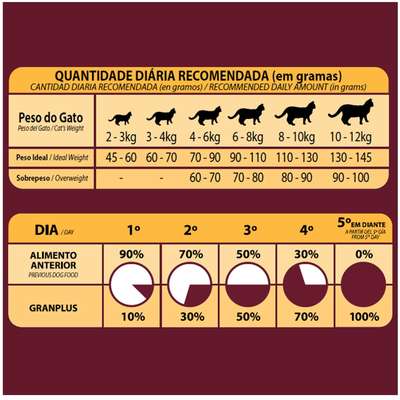 QUANTIDADE DIÁRIA RECOMENDADA (em gramas)
CANTIDAD DIARIA RECOMENDADA (en gramos) / RECOMMENDED DAILY AMOUNT (in grams)
Peso do Gato
Peso del Gato / Cat's Weight
2 - 3kg 3 - 4kg 4 - 6kg 6 - 8kg 8 - 10kg 10 - 12kg
Peso Ideal / Ideal Weight 45 - 60 60 - 70 70 - 90 90 - 110 110 - 130 130 - 145
Sobrepeso / Overweight - - 60 - 70 70 - 80 80 - 90 90 - 100
DIA / DAY 1º 2º 3º 4º 5º EM DIANTE
A PARTIR DEL 5º DÍA
FROM 5º DAY
ALIMENTO ANTERIOR 90% 70% 50% 30% 0%
PREVIOUS DOG FOOD
GRANPLUS 10% 30% 50% 70% 100%